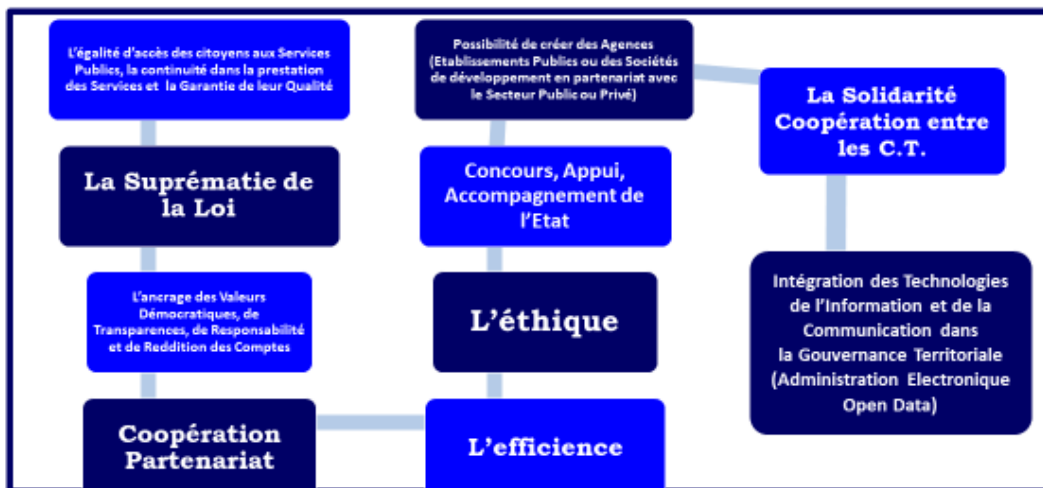 L'égalité d'accès des citoyens aux Services
Publics, la continuité dans la prestation
des Services et la Garantie de leur Qualité
La Suprématie de
la Loi
L'ancrage des Valeurs
Démocratiques, de
Transparences, de Responsabilité
et de Reddition des Comptes
Coopération
Partenariat
L'efficience
L'éthique
Concours, Appui,
Accompagnement de
l'Etat
Possibilité de créer des Agences
(Etablissements Publics ou des Sociétés
de développement en partenariat avec
le Secteur Public ou Privé)
La Solidarité
Coopération entre
les C.T.
Intégration des Technologies
de l'Information et de la
Communication dans
la Gouvernance Territoriale
(Administration Electronique
Open Data)